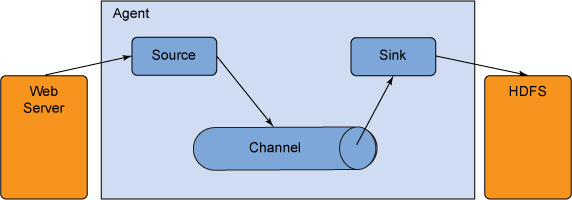 Agent
Source
Sink
Web
Server
HDFS
Channel